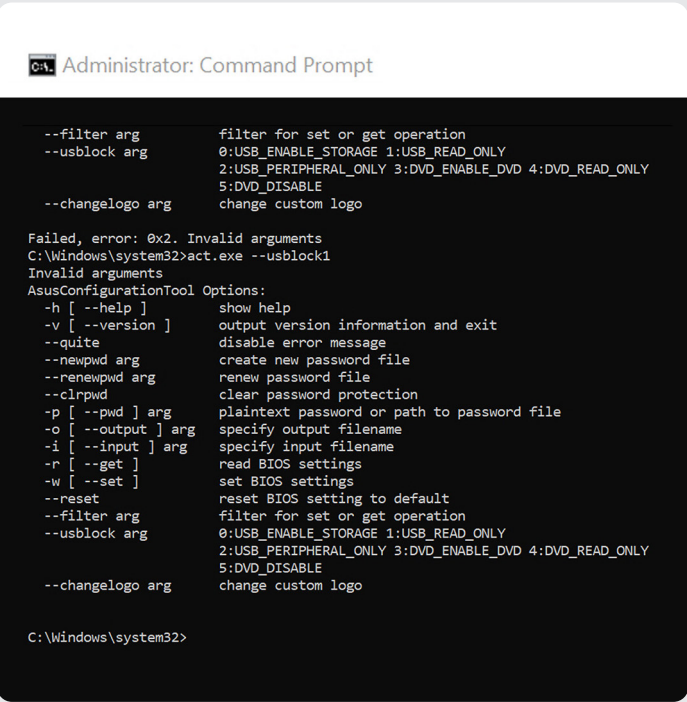 C:\. Administrator: Command Prompt
--filter arg filter for set or get operation
--usblock arg 0:USB_ENABLE_STORAGE 1:USB_READ_ONLY
2:USB_PERIPHERAL_ONLY 3:DVD_ENABLE_DVD 4:DVD_READ_ONLY
5:DVD_DISABLE
--changelogo arg change custom logo
Failed, error: 0x2. Invalid arguments
C:\Windows\system32>act.exe --usblock1
Invalid arguments
AsusConfigurationTool Options:
-h [ --help ] show help
-v [ --version ] output version information and exit
--quite disable error message
--newpwd arg create new password file
--renewpwd arg renew password file
--clrpwd clear password protection
-p [ --pwd ] arg plaintext password or path to password file
-o [ --output ] arg specify output filename
-i [ --input ] arg specify input filename
-r [ --get ] read BIOS settings
-w [ --set ] set BIOS settings
--reset reset BIOS setting to default
--filter arg filter for set or get operation
--usblock arg 0:USB_ENABLE_STORAGE 1:USB_READ_ONLY
2:USB_PERIPHERAL_ONLY 3:DVD_ENABLE_DVD 4:DVD_READ_ONLY
5:DVD_DISABLE
--changelogo arg change custom logo
C:\Windows\system32>